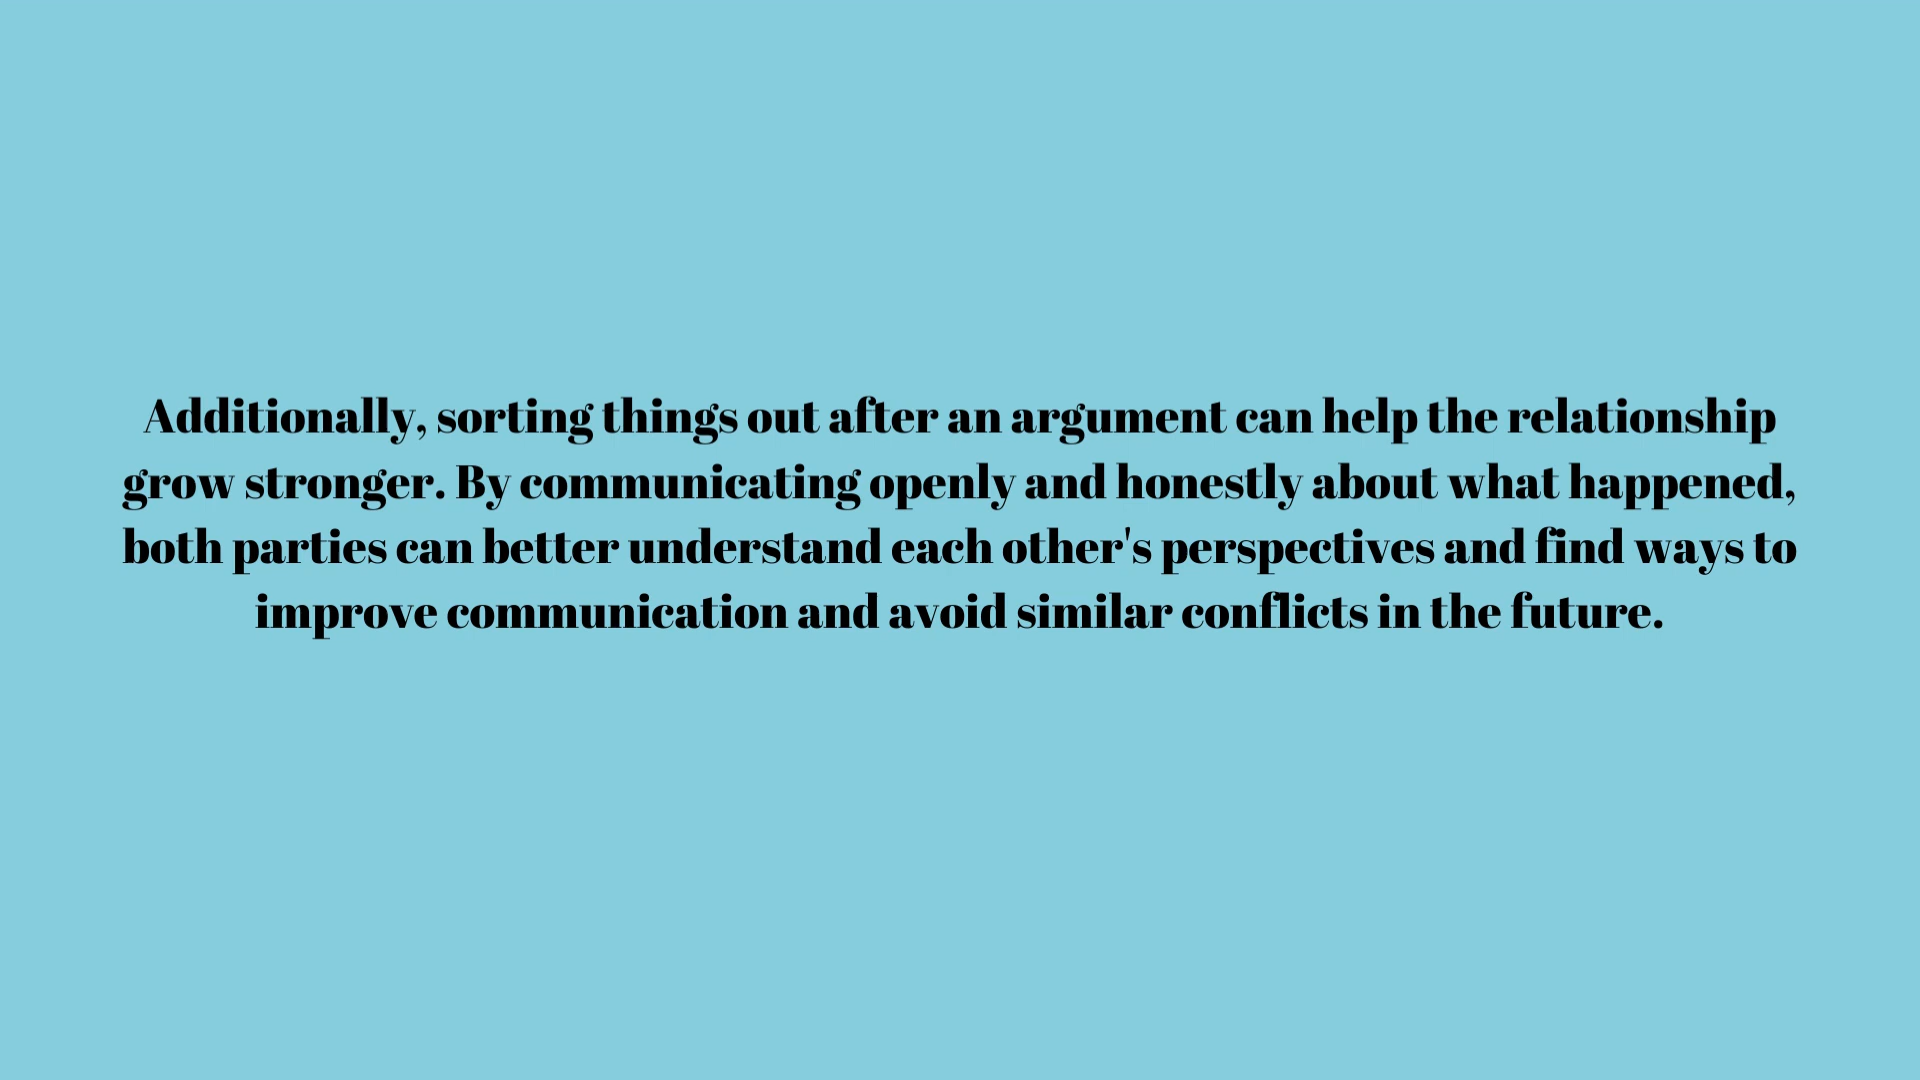 Additionally, sorting things out after an argument can help the relationship
grow stronger. By communicating openly and honestly about what happened,
both parties can better understand each other's perspectives and find ways to
improve communication and avoid similar conflicts in the future.